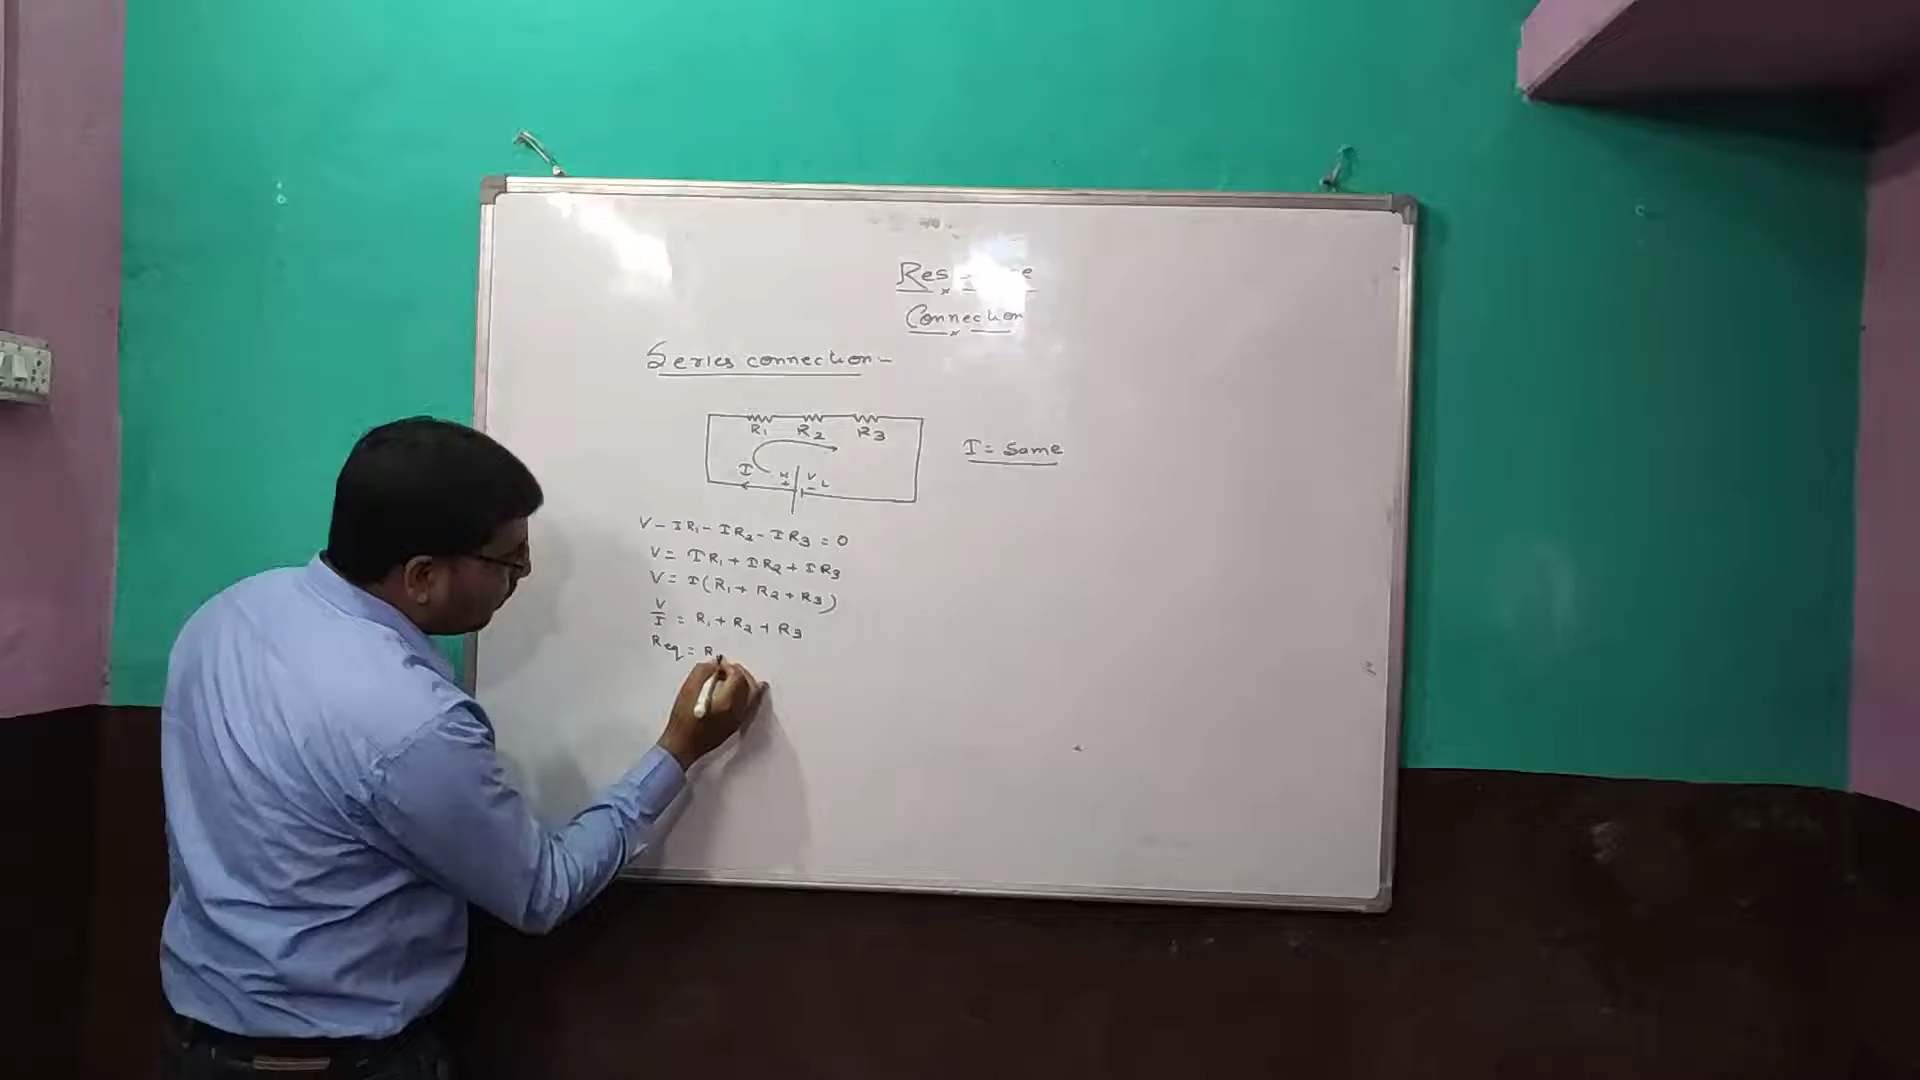 Connection
Series connection-
R1 R2 R3
I = Same
I
V
V - IR1 - IR2 - IR3 = 0
V = IR1 + IR2 + IR3
V = I(R1 + R2 + R3)
V/I = R1 + R2 + R3
Req = R